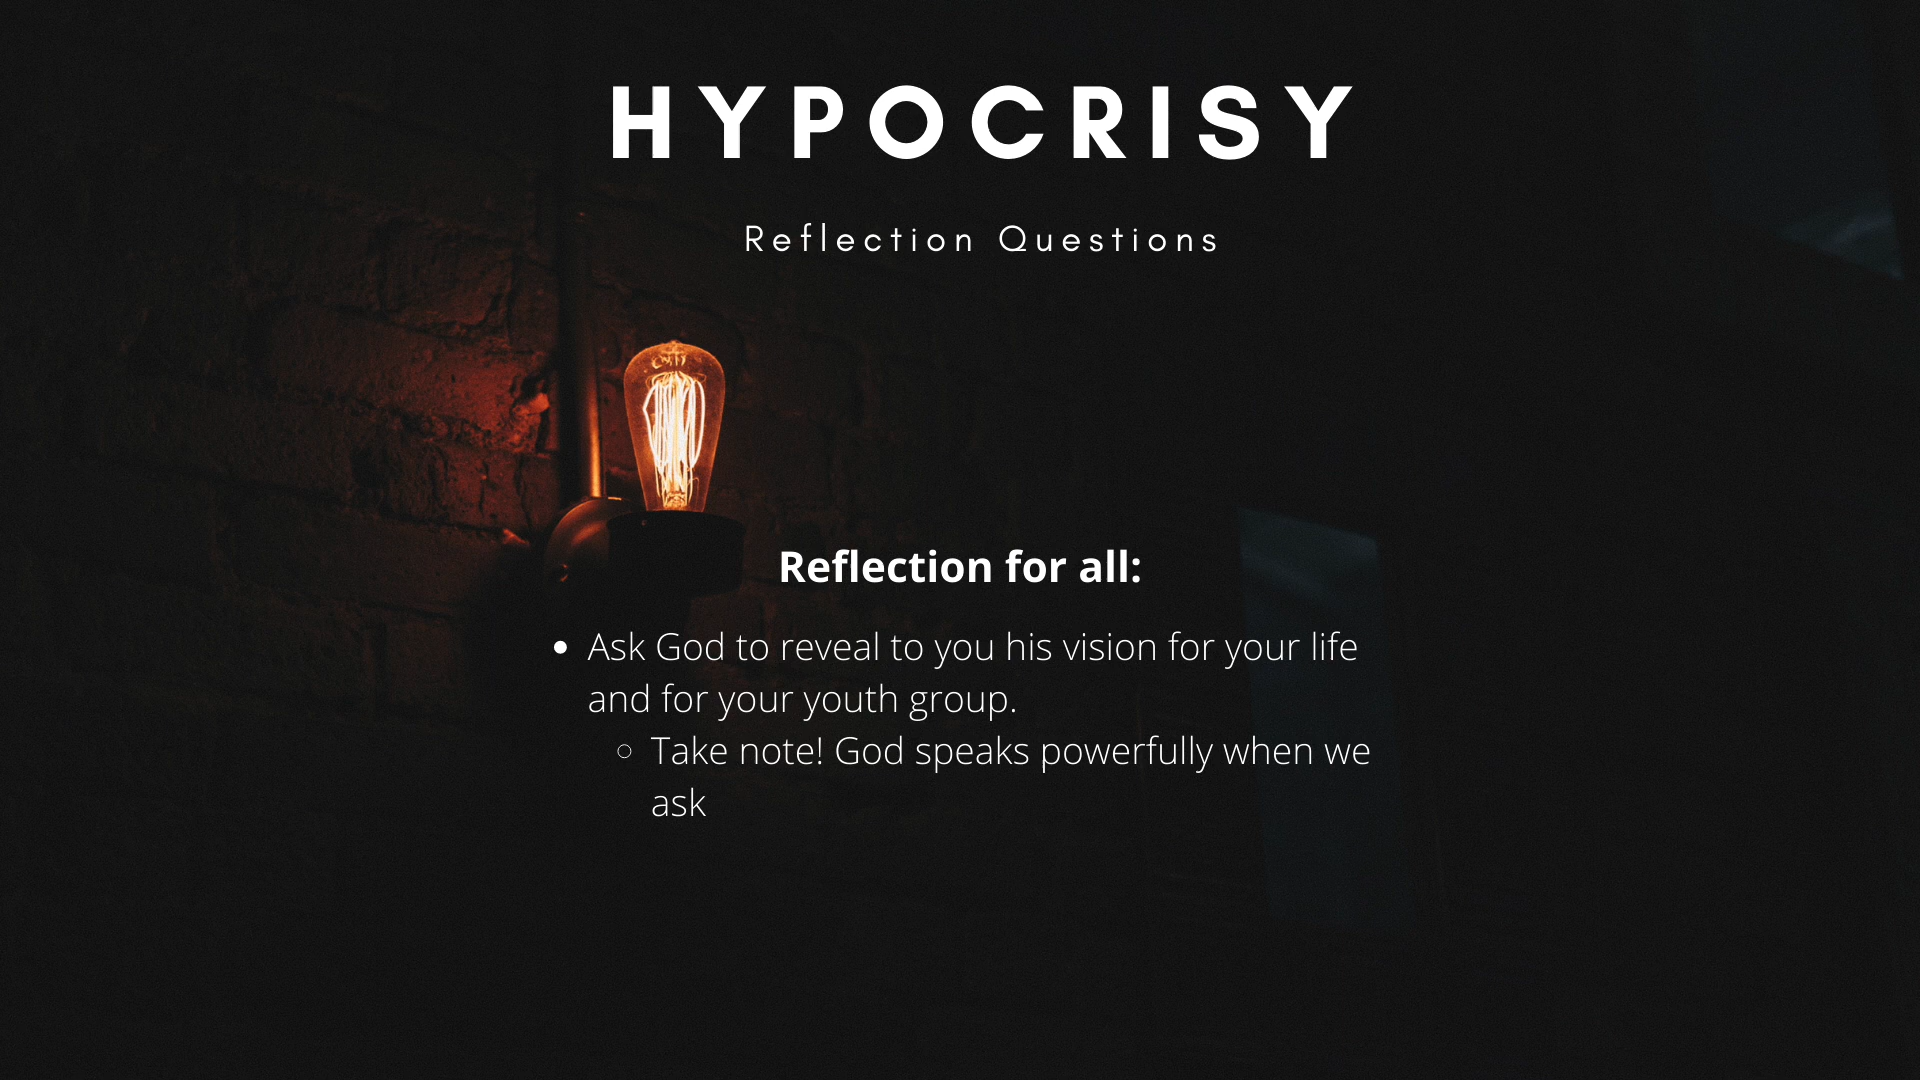 HYPOCRISY
Reflection Questions
Reflection for all:
• Ask God to reveal to you his vision for your life
and for your youth group.
○ Take note! God speaks powerfully when we
ask